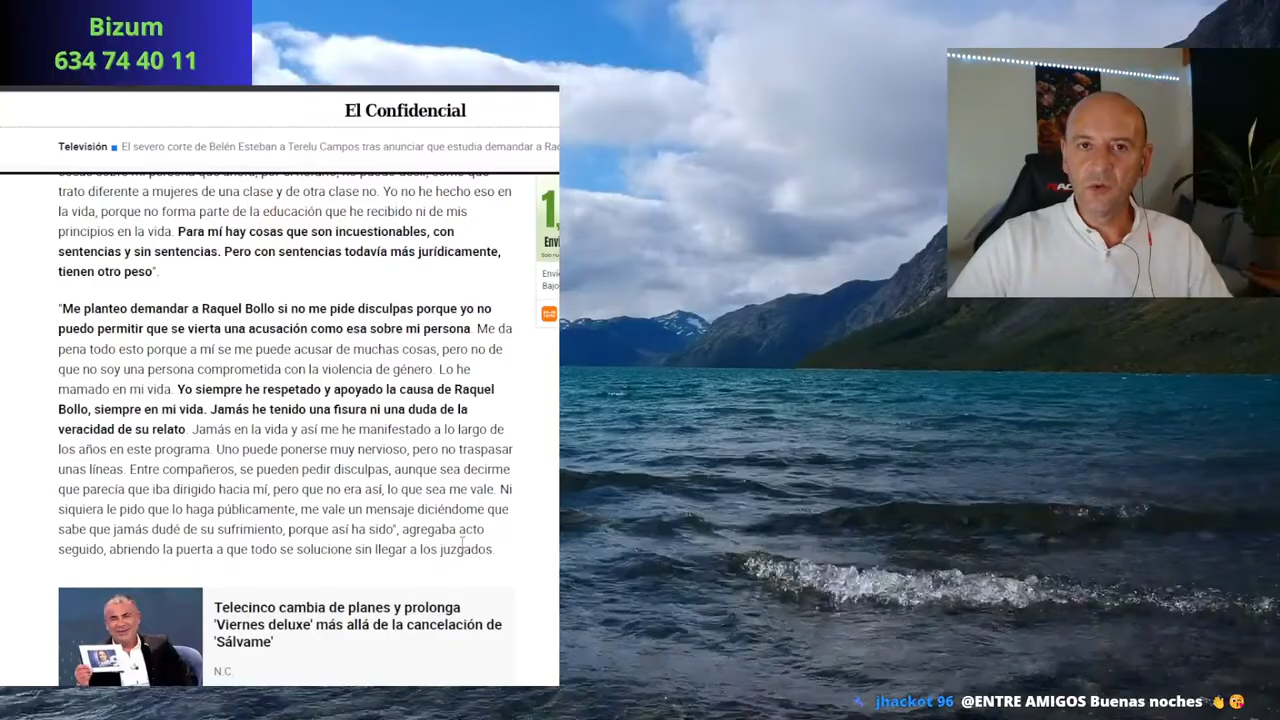 Bizum
634 74 40 11
El Confidencial
Televisión ■ El severo corte de Belén Esteban a Terelu Campos tras anunciar que estudia demandar a
trato diferente a mujeres de una clase y de otra clase no. Yo no he hecho eso en
la vida, porque no forma parte de la educación que he recibido ni de mis
principios en la vida. Para mí hay cosas que son incuestionables, con
sentencias y sin sentencias. Pero con sentencias todavía más jurídicamente,
tienen otro peso".
"Me planteo demandar a Raquel Bollo si no me pide disculpas porque yo no
puedo permitir que se vierta una acusación como esa sobre mi persona. Me da
pena todo esto porque a mí se me puede acusar de muchas cosas, pero no de
que no soy una persona comprometida con la violencia de género. Lo he
mamado en mi vida. Yo siempre he respetado y apoyado la causa de Raquel
Bollo, siempre en mi vida. Jamás he tenido una fisura ni una duda de la
veracidad de su relato. Jamás en la vida y así me he manifestado a lo largo de
los años en este programa. Uno puede ponerse muy nervioso, pero no traspasar
unas líneas. Entre compañeros, se pueden pedir disculpas, aunque sea decirme
que parecía que iba dirigido hacia mí, pero que no era así, lo que sea me vale. Ni
siquiera le pido que lo haga públicamente, me vale un mensaje diciéndome que
sabe que jamás dudé de su sufrimiento, porque así ha sido", agregaba acto
seguido, abriendo la puerta a que todo se solucione sin llegar a los juzgados.
Telecinco cambia de planes y prolonga
'Viernes deluxe' más allá de la cancelación de
'Sálvame'
N.C.
jhackot 96 @ENTRE AMIGOS Buenas noches 👋 😘